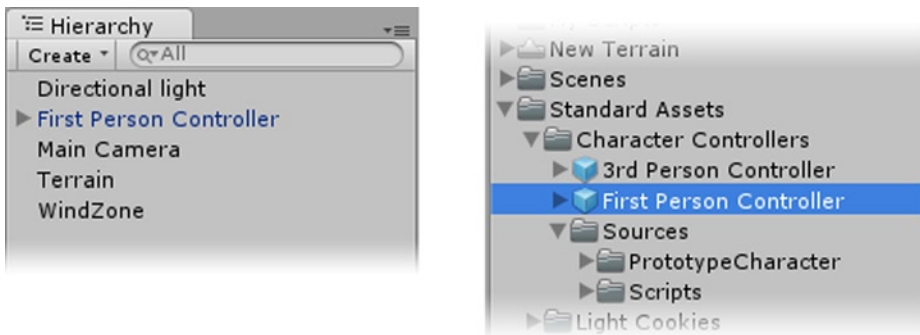 Hierarchy
Create
All
Directional light
First Person Controller
Main Camera
Terrain
WindZone
New Terrain
Scenes
Standard Assets
Character Controllers
3rd Person Controller
First Person Controller
Sources
PrototypeCharacter
Scripts
Light Cookies